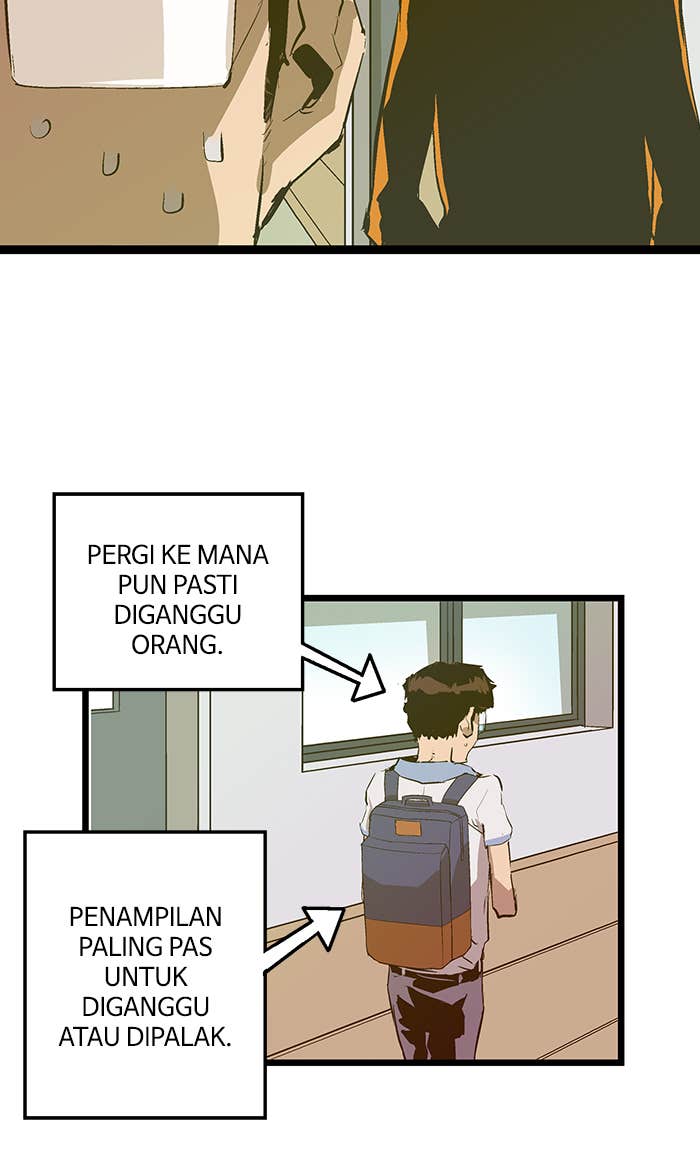 PERGI KE MANA
PUN PASTI
DIGANGGU
ORANG.
PENAMPILAN
PALING PAS
UNTUK
DIGANGGU
ATAU DIPALAK.